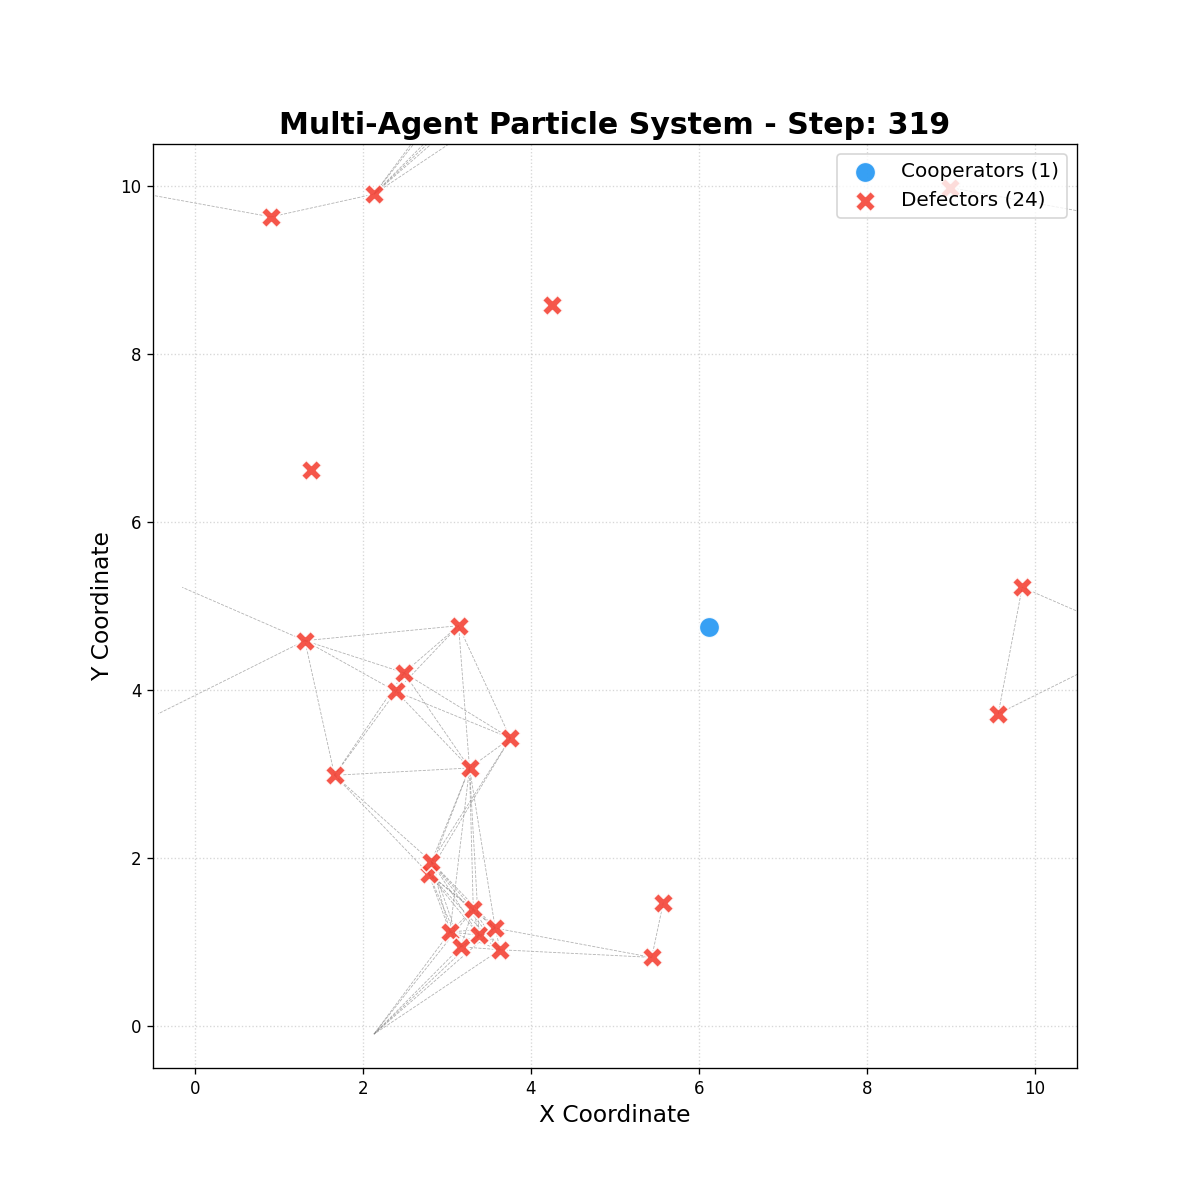 Multi-Agent Particle System - Step: 319
Cooperators (1)
Defectors (24)
10
8
6
4
2
0
Y Coordinate
0 2 4 6 8 10
X Coordinate